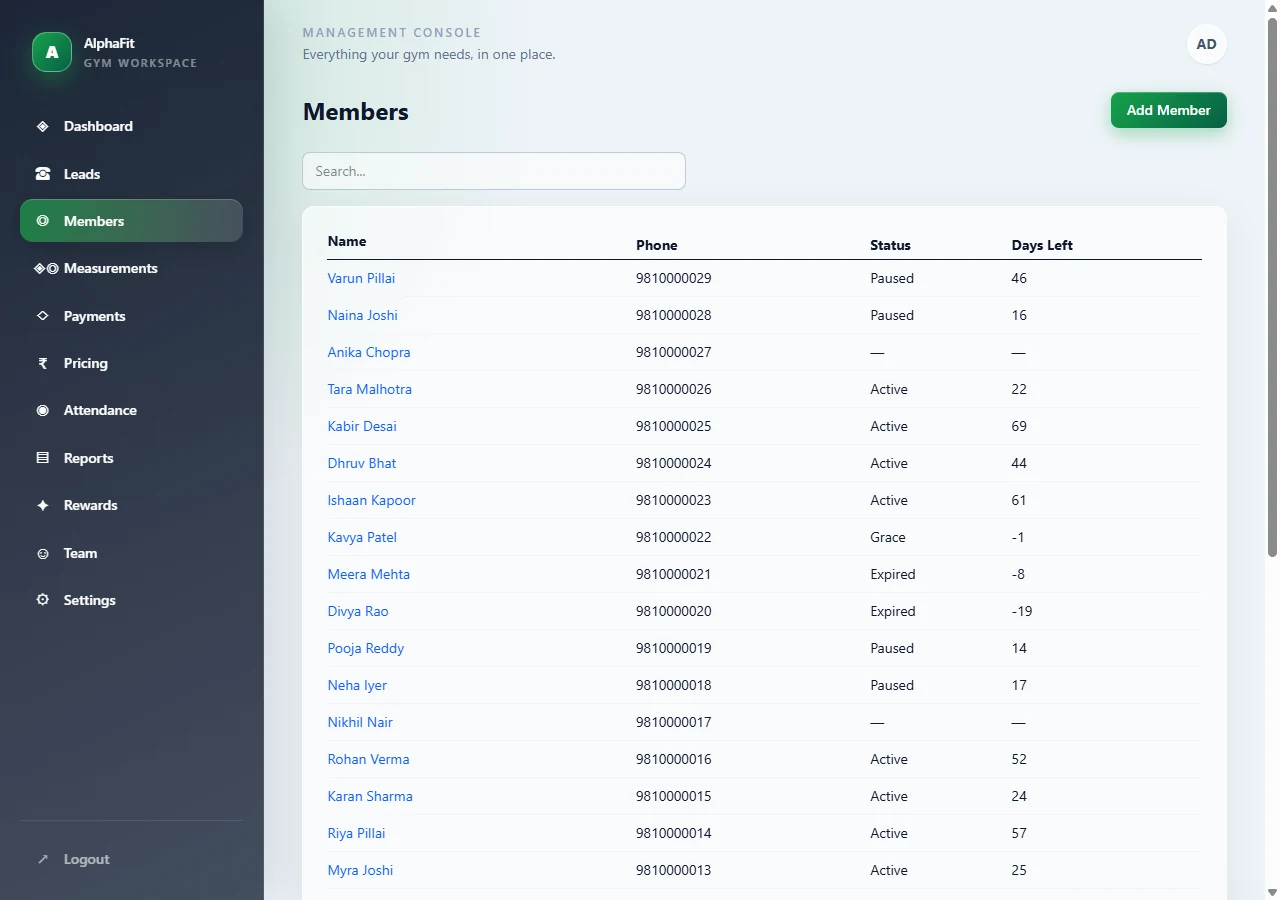 A
AlphaFit
GYM WORKSPACE
Dashboard
Leads
Members
Measurements
Payments
₹ Pricing
Attendance
Reports
Rewards
Team
Settings
Logout
MANAGEMENT CONSOLE
Everything your gym needs, in one place.
AD
Members
Add Member
Search...
Name Phone Status Days Left
Varun Pillai 9810000029 Paused 46
Naina Joshi 9810000028 Paused 16
Anika Chopra 9810000027 — —
Tara Malhotra 9810000026 Active 22
Kabir Desai 9810000025 Active 69
Dhruv Bhat 9810000024 Active 44
Ishaan Kapoor 9810000023 Active 61
Kavya Patel 9810000022 Grace -1
Meera Mehta 9810000021 Expired -8
Divya Rao 9810000020 Expired -19
Pooja Reddy 9810000019 Paused 14
Neha Iyer 9810000018 Paused 17
Nikhil Nair 9810000017 — —
Rohan Verma 9810000016 Active 52
Karan Sharma 9810000015 Active 24
Riya Pillai 9810000014 Active 57
Myra Joshi 9810000013 Active 25